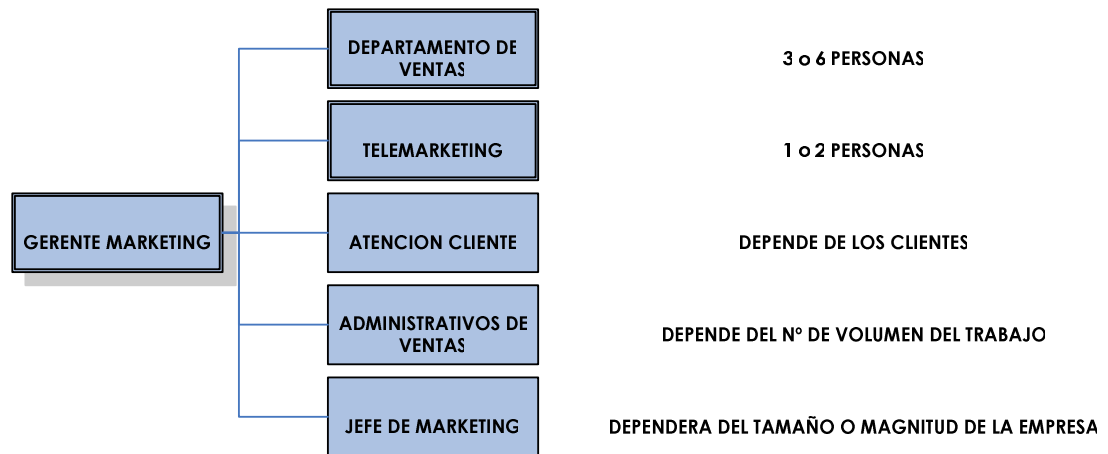 DEPARTAMENTO DE
VENTAS
3 o 6 PERSONAS
TELEMARKETING
1 o 2 PERSONAS
GERENTE MARKETING
ATENCION CLIENTE
DEPENDE DE LOS CLIENTES
ADMINISTRATIVOS DE
VENTAS
DEPENDE DEL Nº DE VOLUMEN DEL TRABAJO
JEFE DE MARKETING
DEPENDERA DEL TAMAÑO O MAGNITUD DE LA EMPRESA